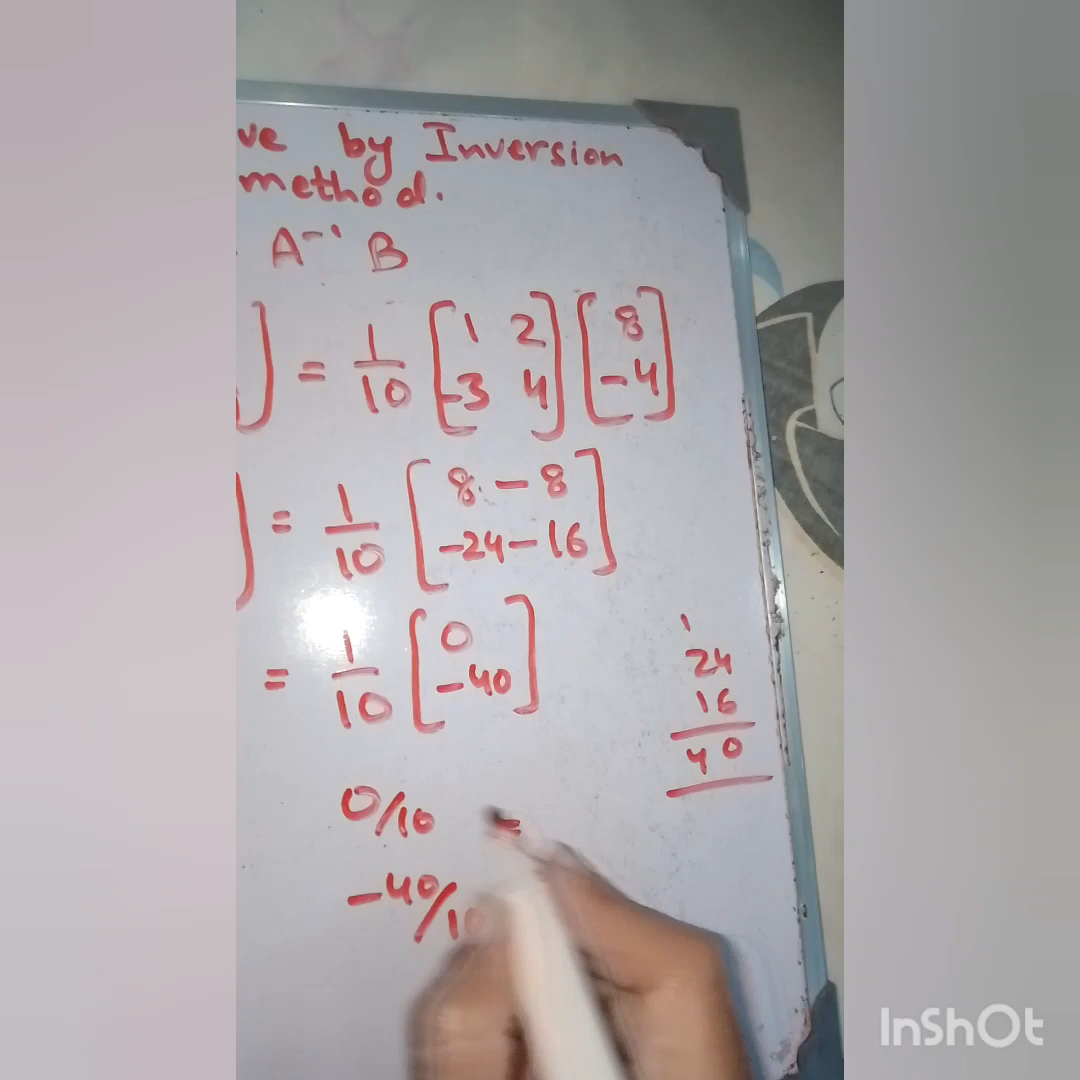 ve by Inversion
method.
A⁻¹ B
] = 1/10 [1 2; -3 4] [8; -4]
] = 1/10 [8 - 8; -24 - 16]
= 1/10 [0; -40]
1
24
16
40
0/10 =
-40/10
InShOt